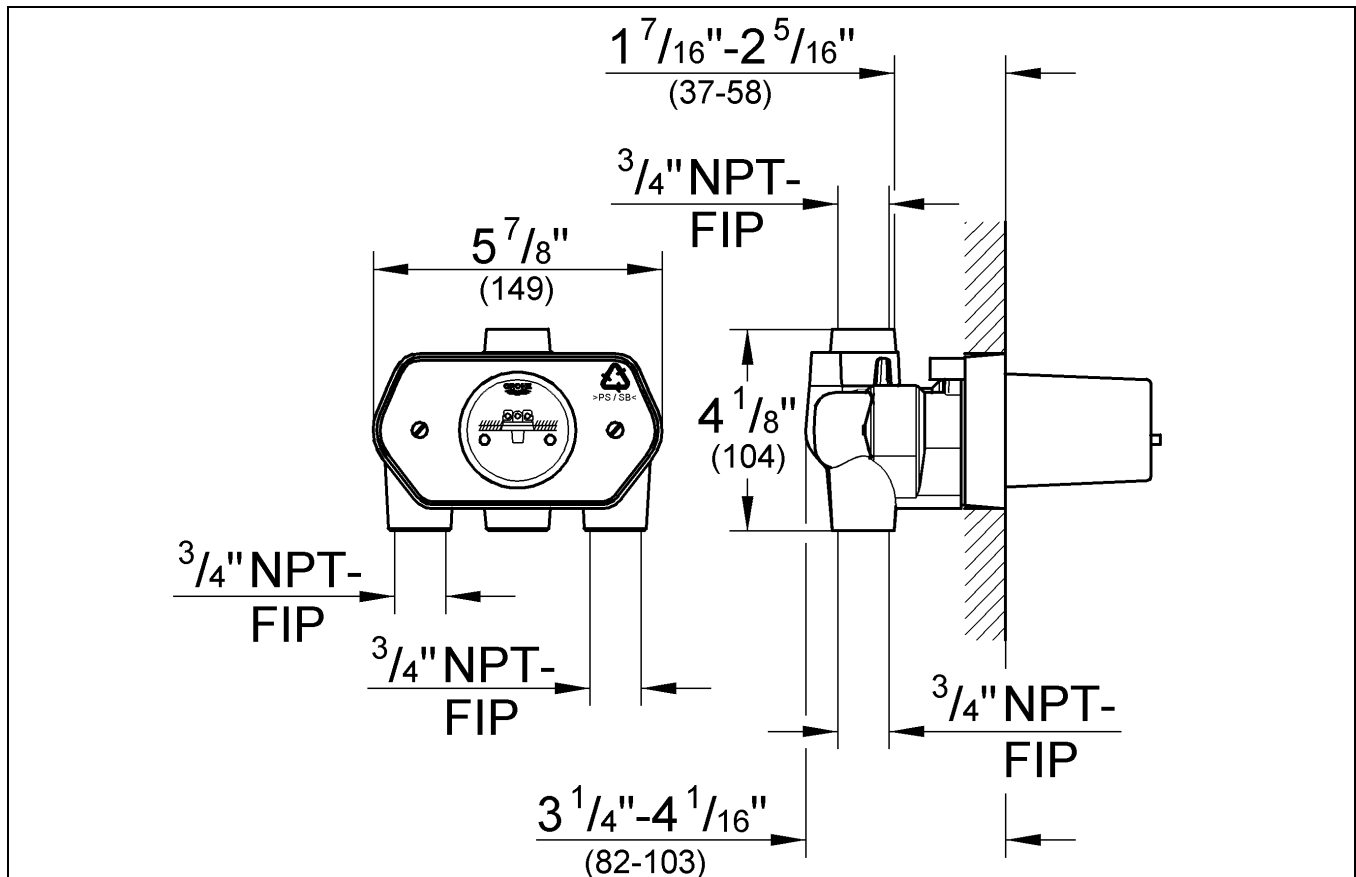 1 7/16"-2 5/16"
(37-58)
3/4" NPT-
FIP
5 7/8"
(149)
GROHE
>PS / SB<
4 1/8"
(104)
3/4" NPT-
FIP
3/4" NPT-
FIP
3/4" NPT-
FIP
3 1/4"-4 1/16"
(82-103)